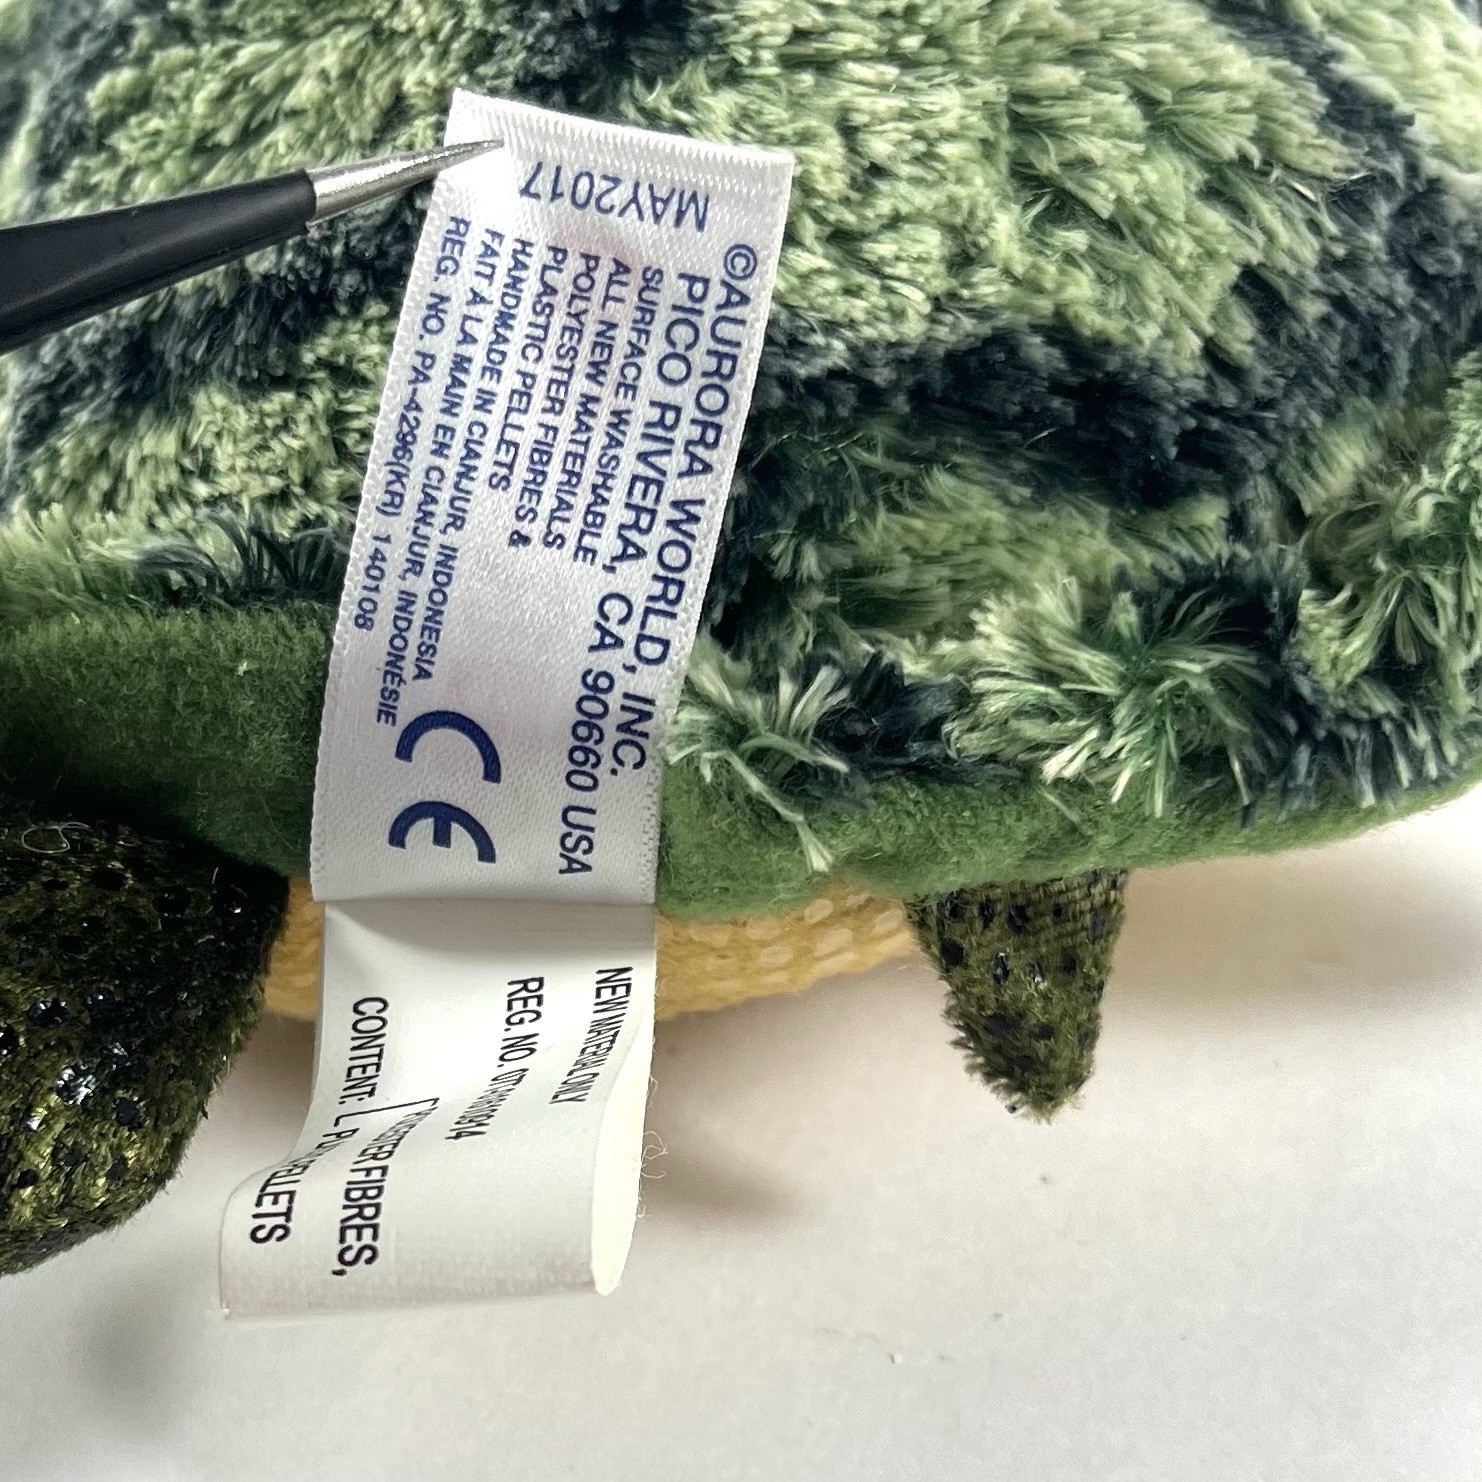 MAY2017
©AURORA WORLD, INC.
PICO RIVERA, CA 90660 USA
SURFACE WASHABLE
ALL NEW MATERIALS
POLYESTER FIBRES &
PLASTIC PELLETS
HANDMADE IN CIANJUR, INDONESIA
FAIT À LA MAIN EN CIANJUR, INDONÉSIE
REG. NO. PA-4296(KR) 140108
CE
NEW MATERIAL ONLY
REG. NO.
CONTENT:
FIBRES,
PELLETS